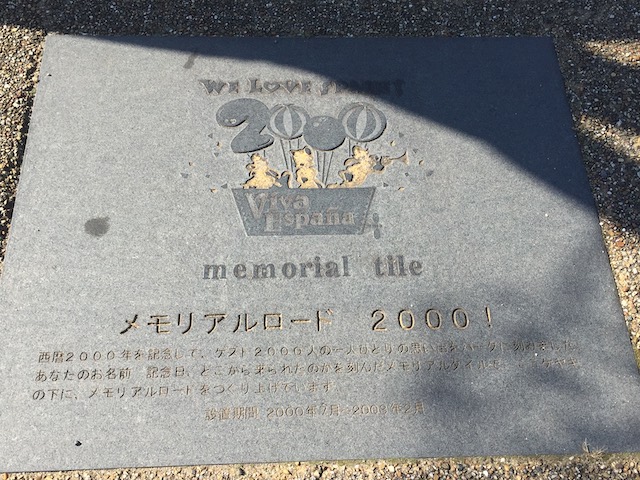 WE LOVE
2000
Viva
España
memorial tile
メモリアルロード 2000!
西暦2000年を記念して、ゲスト2000人の一人ひとりの思い出を
あなたのお名前 記念日、どこから来られたのかを刻んだメモリアルタイル
の下に、メモリアルロードをつくり上げています。
設置期間 2000年7月 2003年2月